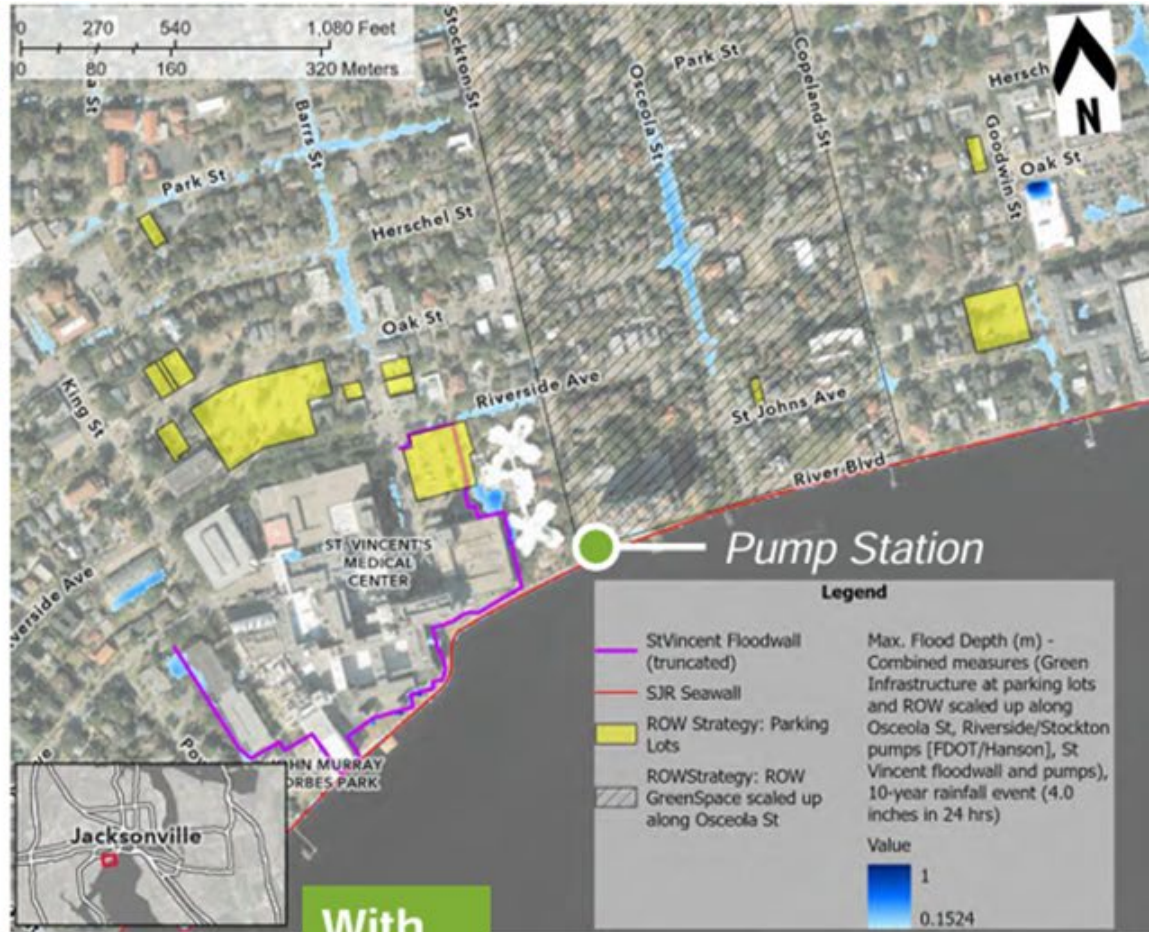 0 270 540 1,080 Feet
0 80 160 320 Meters
Stockton St
Park St
Osceola St
Copeland St
Hersch
N
a St
Barrs St
Goodwin St
Oak St
Park St
Herschel St
Oak St
King St
Riverside Ave
St Johns Ave
River Blvd
ST. VINCENT'S
MEDICAL
CENTER
Pump Station
verside Ave
Legend
StVincent Floodwall
(truncated)
SJR Seawall
ROW Strategy: Parking
Lots
ROWStrategy: ROW
GreenSpace scaled up
along Osceola St
Max. Flood Depth (m) -
Combined measures (Green
Infrastructure at parking lots
and ROW scaled up along
Osceola St, Riverside/Stockton
pumps [FDOT/Hanson], St
Vincent floodwall and pumps),
10-year rainfall event (4.0
inches in 24 hrs)
Value
1
0.1524
OHN MURRAY
ORBES PARK
Jacksonville
With